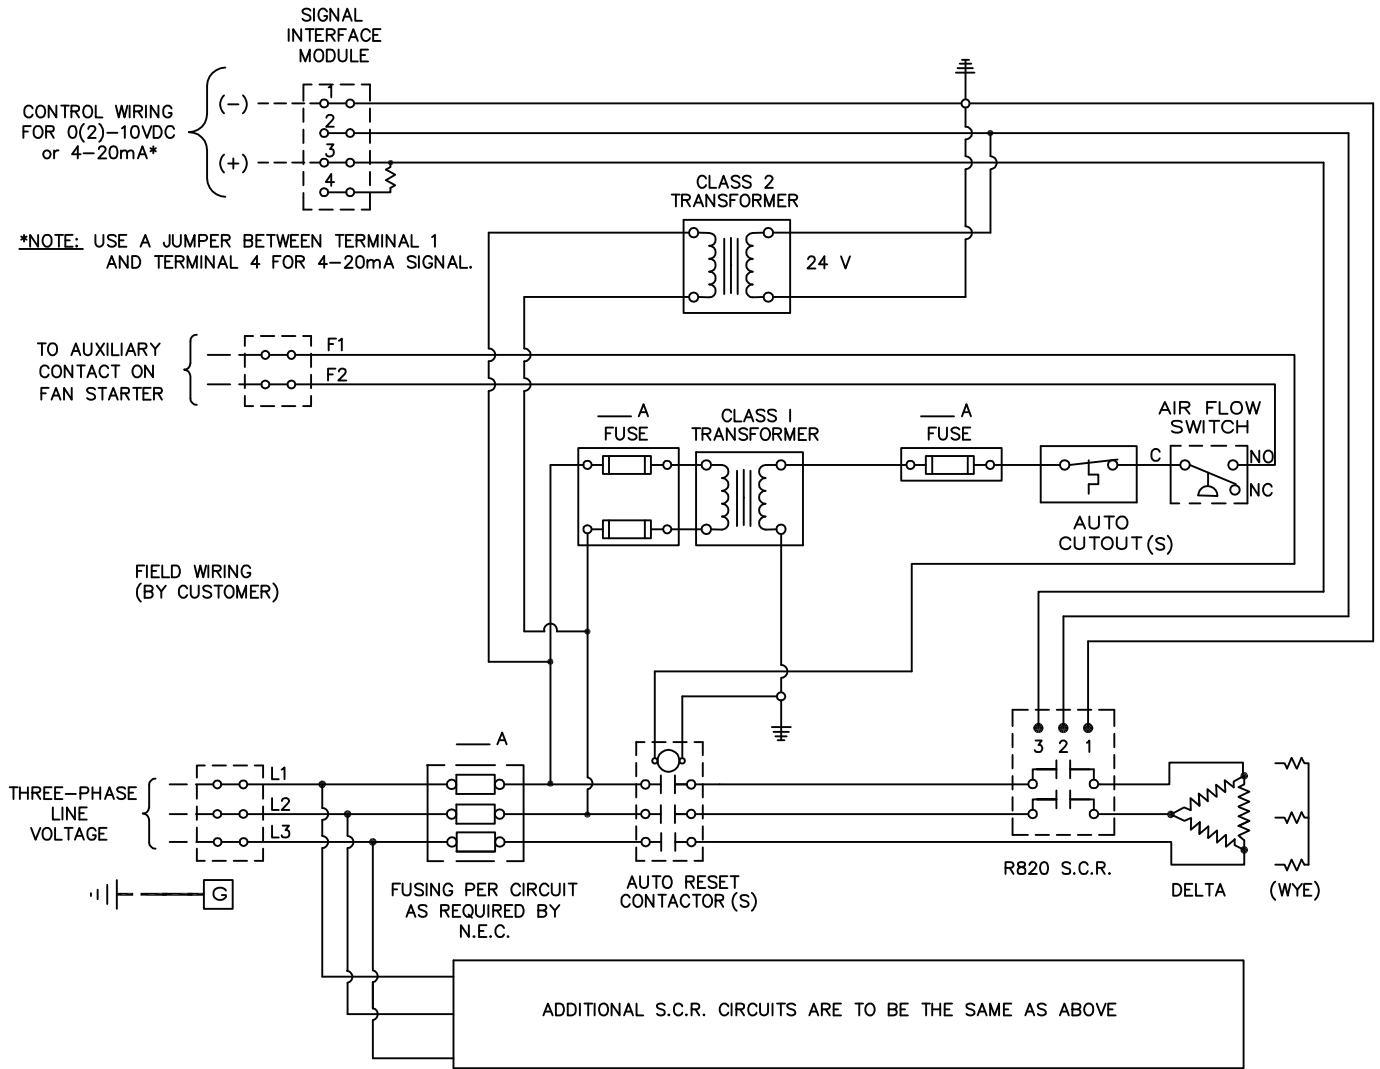 SIGNAL
INTERFACE
MODULE
CONTROL WIRING
FOR 0(2)-10VDC
or 4-20mA*
(-)
(+)
1
2
3
4
*NOTE: USE A JUMPER BETWEEN TERMINAL 1
AND TERMINAL 4 FOR 4-20mA SIGNAL.
CLASS 2
TRANSFORMER
24 V
TO AUXILIARY
CONTACT ON
FAN STARTER
F1
F2
___ A
FUSE
CLASS I
TRANSFORMER
___ A
FUSE
AIR FLOW
SWITCH
C
NO
NC
AUTO
CUTOUT(S)
FIELD WIRING
(BY CUSTOMER)
THREE-PHASE
LINE
VOLTAGE
L1
L2
L3
G
___ A
FUSING PER CIRCUIT
AS REQUIRED BY
N.E.C.
AUTO RESET
CONTACTOR(S)
3 2 1
R820 S.C.R.
DELTA
(WYE)
ADDITIONAL S.C.R. CIRCUITS ARE TO BE THE SAME AS ABOVE